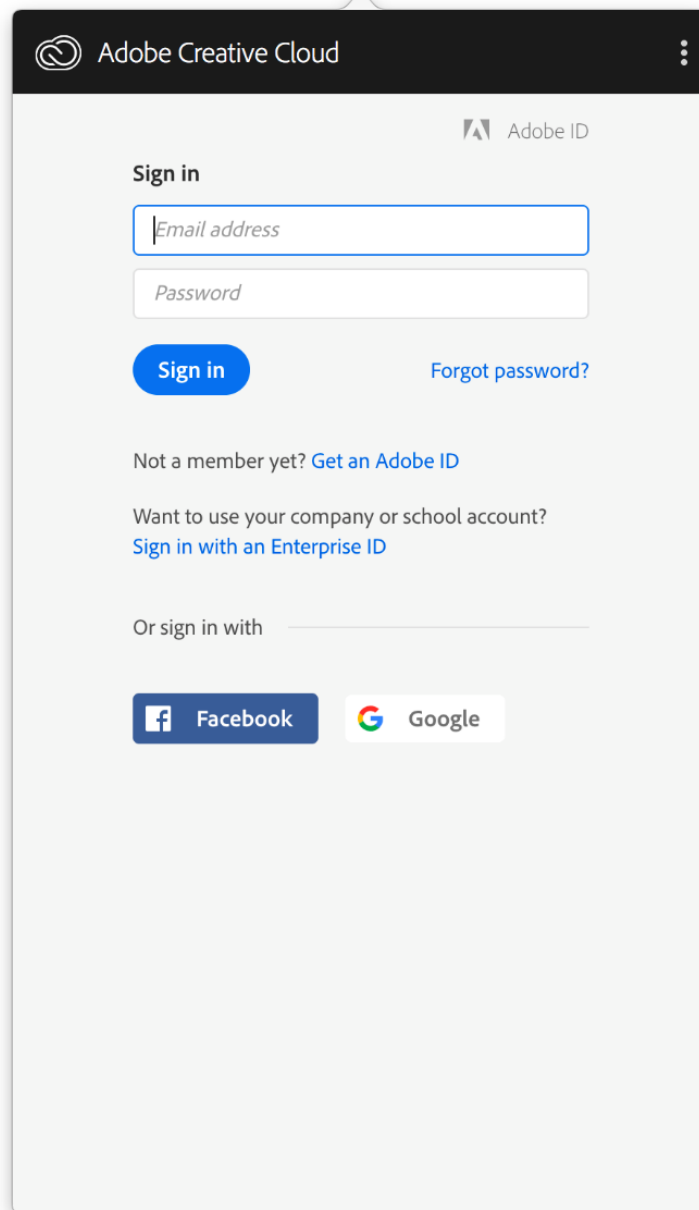 Adobe Creative Cloud
Adobe ID
Sign in
Email address
Password
Sign in
Forgot password?
Not a member yet? Get an Adobe ID
Want to use your company or school account?
Sign in with an Enterprise ID
Or sign in with
Facebook
Google